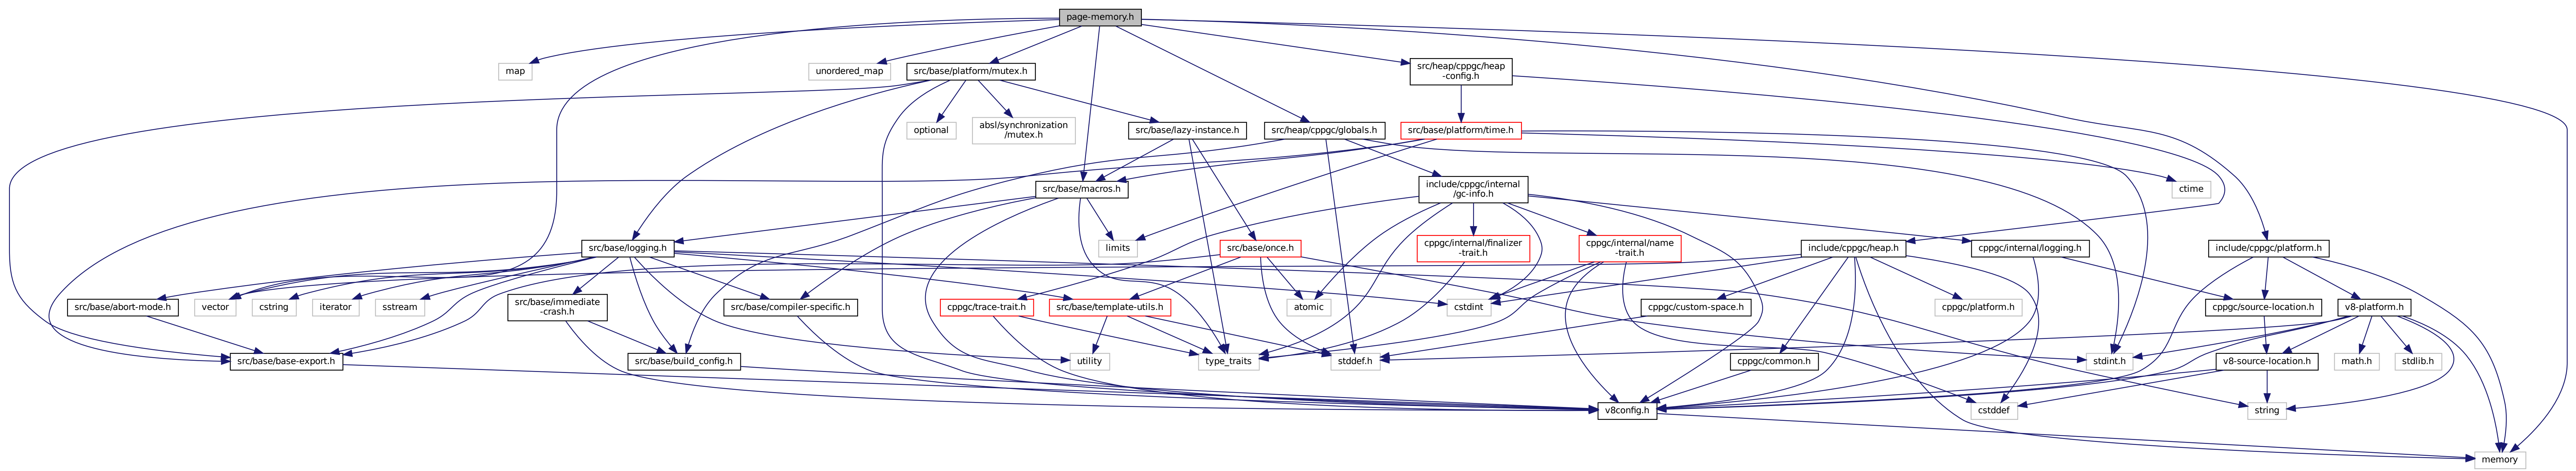 page-memory.h
map
unordered_map
src/base/platform/mutex.h
src/heap/cppgc/heap
-config.h
optional
absl/synchronization
/mutex.h
src/base/lazy-instance.h
src/heap/cppgc/globals.h
src/base/platform/time.h
src/base/macros.h
include/cppgc/internal
/gc-info.h
ctime
src/base/logging.h
limits
src/base/once.h
cppgc/internal/finalizer
-trait.h
cppgc/internal/name
-trait.h
include/cppgc/heap.h
cppgc/internal/logging.h
include/cppgc/platform.h
src/base/abort-mode.h
vector
cstring
iterator
sstream
src/base/immediate
-crash.h
src/base/compiler-specific.h
cppgc/trace-trait.h
src/base/template-utils.h
atomic
cstdint
cppgc/custom-space.h
cppgc/platform.h
cppgc/source-location.h
v8-platform.h
src/base/base-export.h
src/base/build_config.h
utility
type_traits
stddef.h
cppgc/common.h
stdint.h
v8-source-location.h
math.h
stdlib.h
v8config.h
cstddef
string
memory